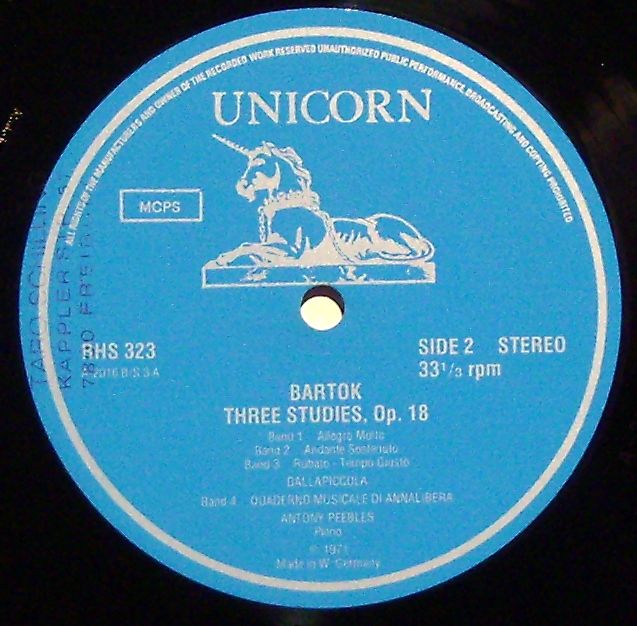 ALL RIGHTS OF THE MANUFACTURERS AND OWNER OF THE RECORDED WORK RESERVED UNAUTHORIZED PUBLIC PERFORMANCE BROADCASTING AND COPYING PROHIBITED
UNICORN
MCPS
RHS 323
SIDE 2 STEREO
33 1/3 rpm
BARTOK
THREE STUDIES, Op. 18
Band 1 Allegro Molto
Band 2 Andante Sostenuto
Band 3 Rubato - Tempo Giusto
DALLAPICCOLA
Band 4 QUADERNO MUSICALE DI ANNALIBERA
ANTONY PEEBLES
Piano
℗ 1971
Made in W. Germany